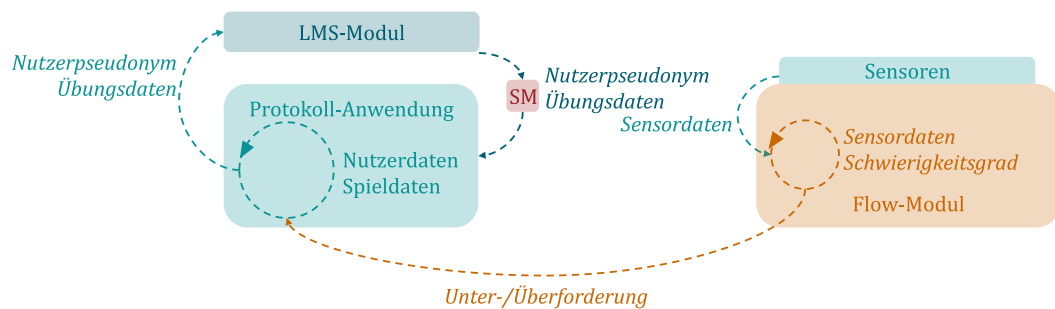 LMS-Modul
Nutzerpseudonym
Übungsdaten
SM
Nutzerpseudonym
Übungsdaten
Protokoll-Anwendung
Nutzerdaten
Spieldaten
Sensoren
Sensordaten
Sensordaten
Schwierigkeitsgrad
Flow-Modul
Unter-/Überforderung